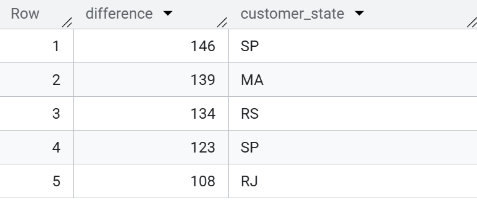 Row difference customer_state
1 146 SP
2 139 MA
3 134 RS
4 123 SP
5 108 RJ